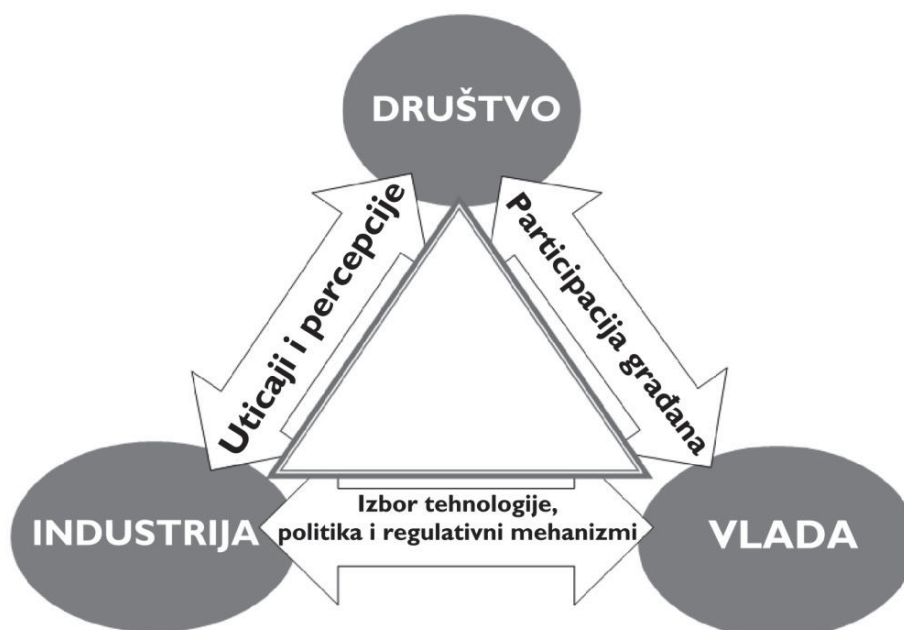 DRUŠTVO
Uticaji i percepcije
Participacija građana
INDUSTRIJA
Izbor tehnologije,
politika i regulativni mehanizmi
VLADA